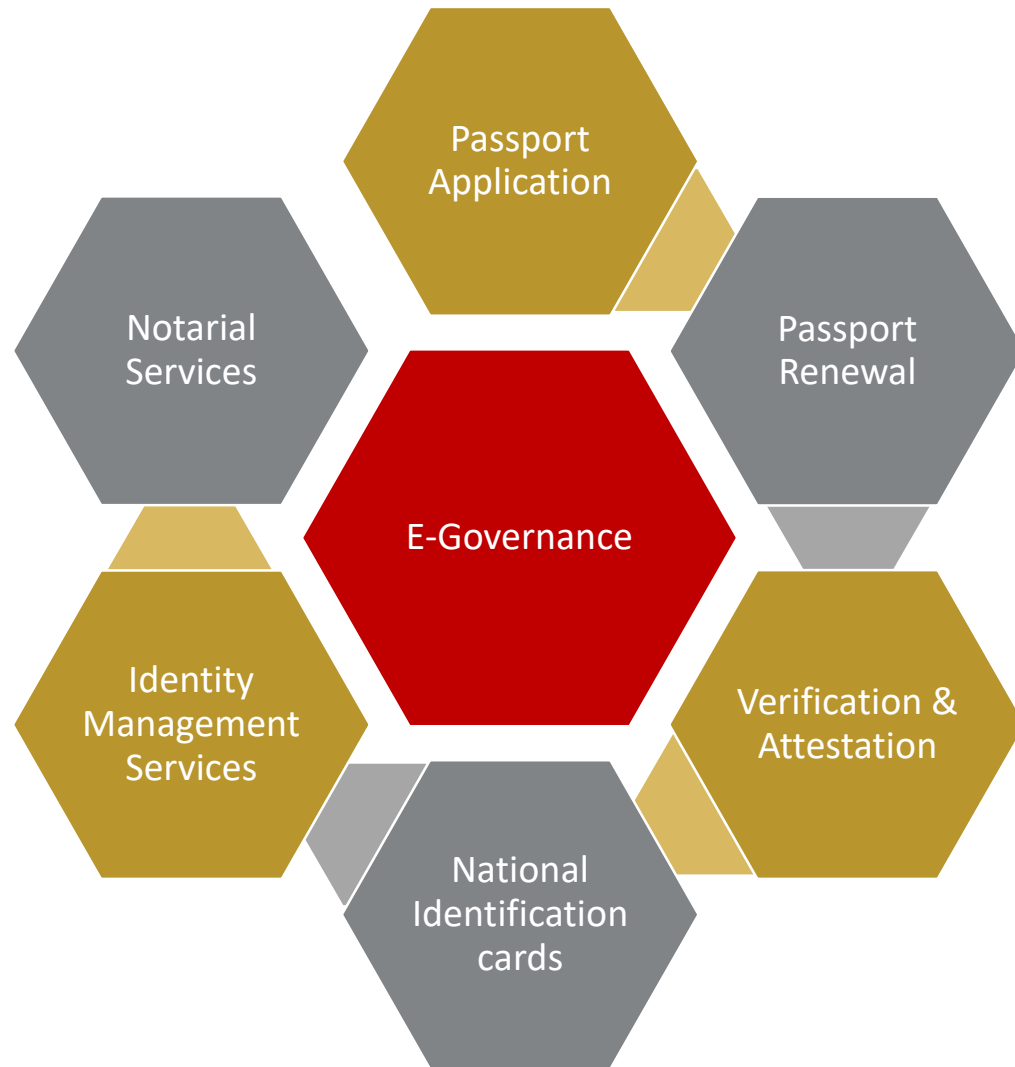 Passport
Application
Passport
Renewal
Verification &
Attestation
National
Identification
cards
Identity
Management
Services
Notarial
Services
E-Governance